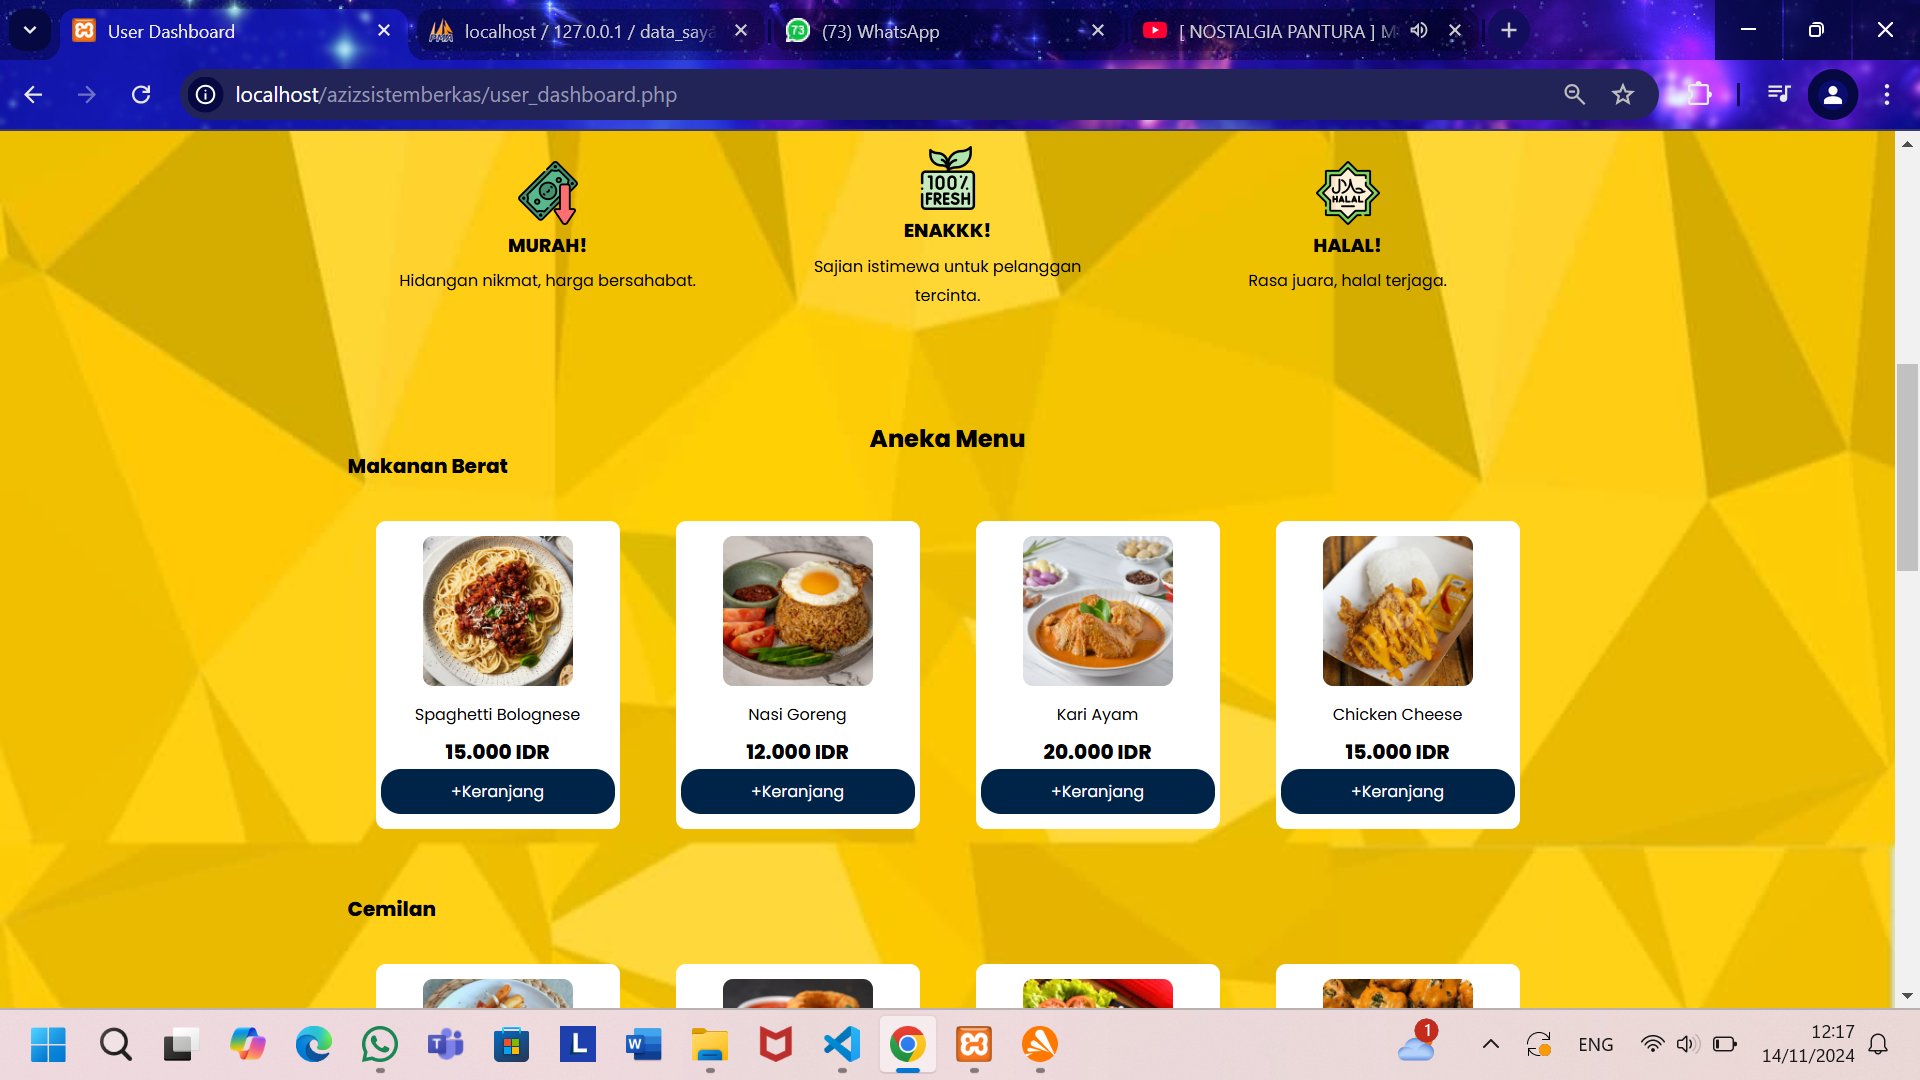 User Dashboard
localhost / 127.0.0.1 / data_saya
(73) WhatsApp
[ NOSTALGIA PANTURA ] M
localhost/azizsistemberkas/user_dashboard.php
100%
FRESH
حلال
HALAL
MURAH!
ENAKKK!
HALAL!
Hidangan nikmat, harga bersahabat.
Sajian istimewa untuk pelanggan
tercinta.
Rasa juara, halal terjaga.
Aneka Menu
Makanan Berat
Spaghetti Bolognese
Nasi Goreng
Kari Ayam
Chicken Cheese
15.000 IDR
12.000 IDR
20.000 IDR
15.000 IDR
+Keranjang
+Keranjang
+Keranjang
+Keranjang
Cemilan
1
ENG
12:17
14/11/2024